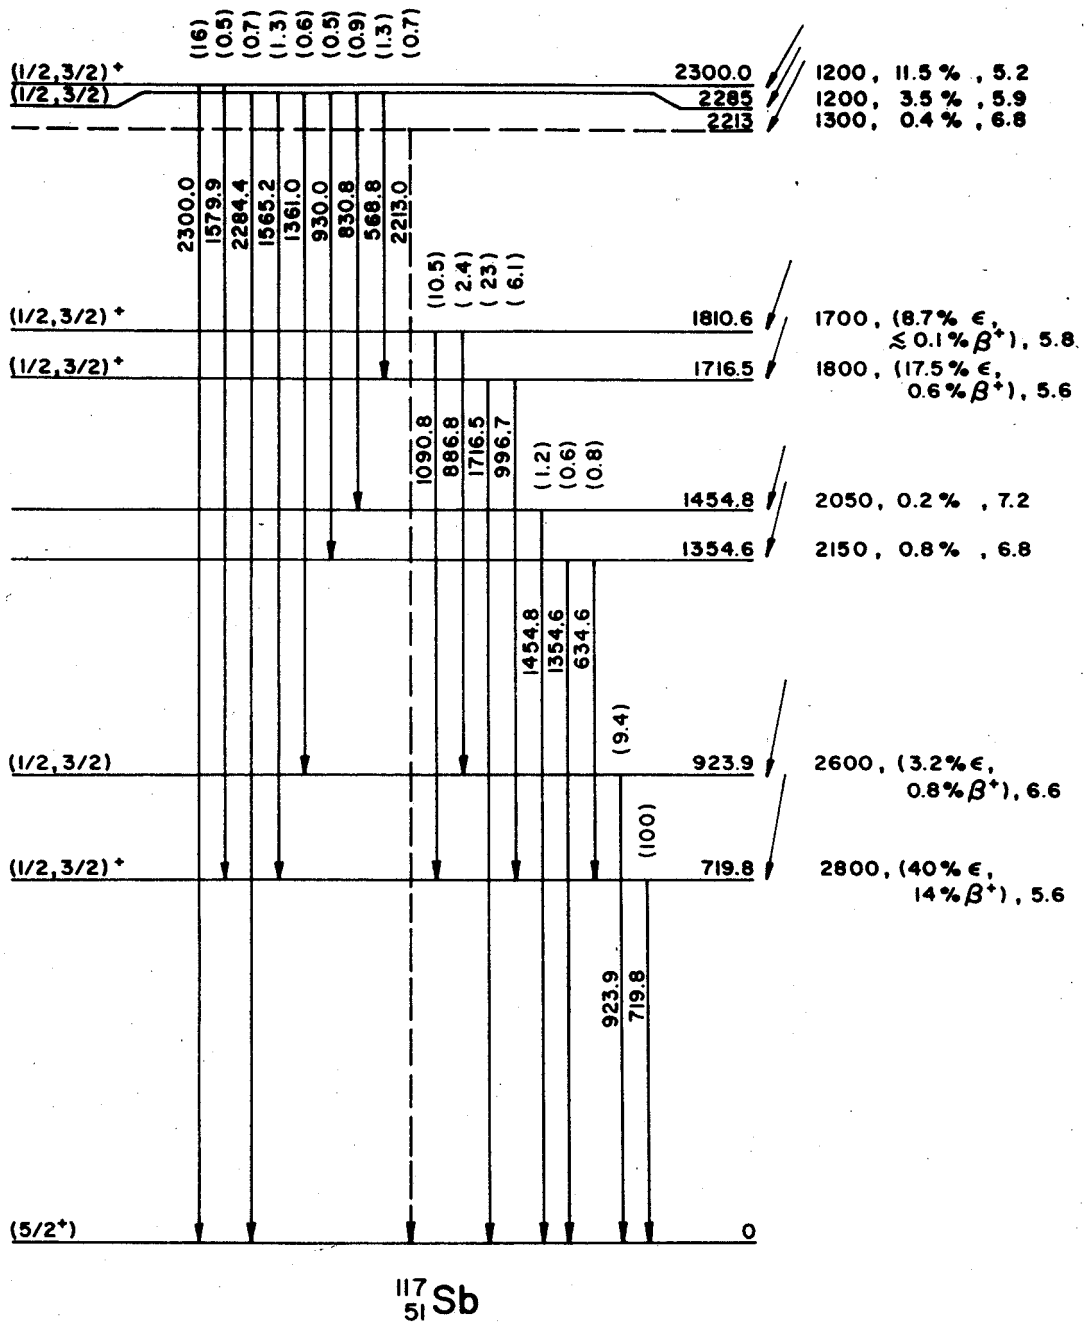 (16) (0.5) (0.7) (1.3) (0.6) (0.5) (0.9) (1.3) (0.7)
(1/2,3/2)+ 2300.0 1200, 11.5 % , 5.2
(1/2,3/2) 2285 1200, 3.5 % , 5.9
2213 1300, 0.4 % , 6.8
2300.0 1579.9 2284.4 1565.2 1361.0 930.0 830.8 568.8 2213.0
(10.5) (2.4) (23) (6.1)
(1/2,3/2)+ 1810.6 1700, (8.7% ϵ,
≲ 0.1% β+), 5.8
(1/2,3/2)+ 1716.5 1800, (17.5% ϵ,
0.6% β+), 5.6
1090.8 886.8 1716.5 996.7
(1.2) (0.6) (0.8)
1454.8 2050, 0.2 % , 7.2
1354.6 2150, 0.8 % , 6.8
1454.8 1354.6 634.6
(9.4)
(1/2,3/2) 923.9 2600, (3.2% ϵ,
0.8% β+), 6.6
(100)
(1/2,3/2)+ 719.8 2800, (40% ϵ,
14% β+), 5.6
923.9 719.8
(5/2+) 0
117
51 Sb